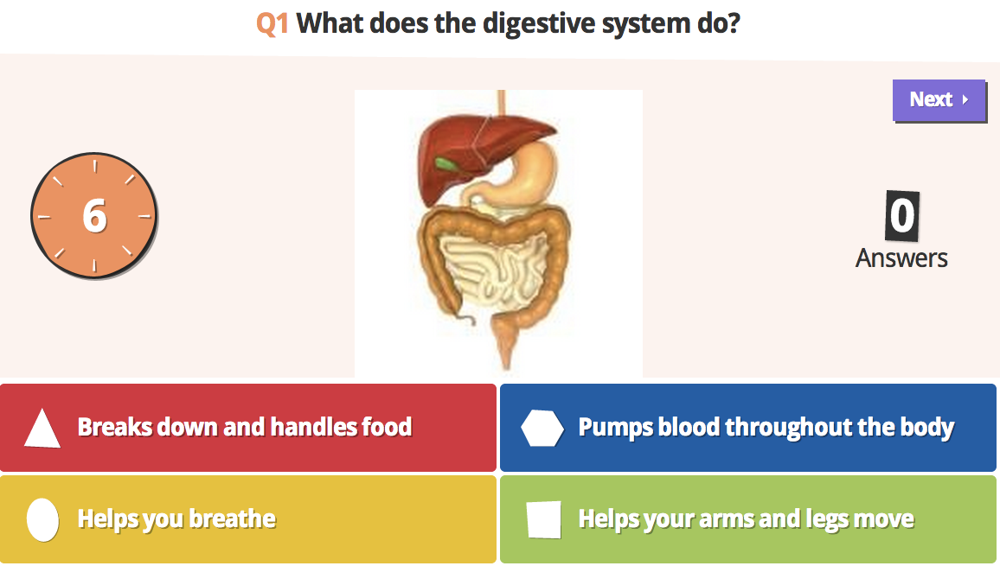 Q1 What does the digestive system do?
Next
6
0
Answers
Breaks down and handles food
Pumps blood throughout the body
Helps you breathe
Helps your arms and legs move